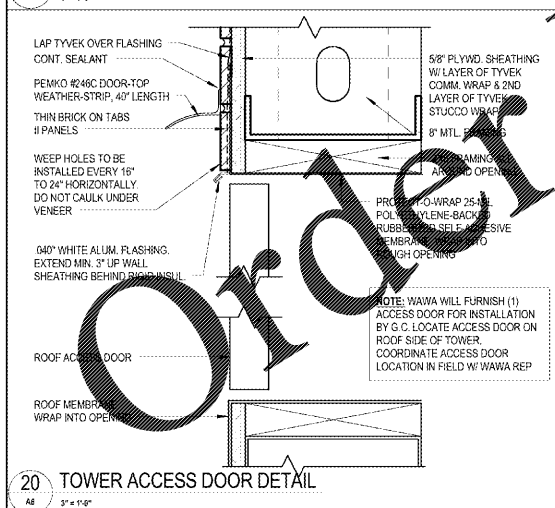 LAP TYVEK OVER FLASHING
CONT. SEALANT
PEMKO #246C DOOR-TOP
WEATHER-STRIP, 40" LENGTH
THIN BRICK ON TABS
II PANELS
WEEP HOLES TO BE
INSTALLED EVERY 16"
TO 24" HORIZONTALLY.
DO NOT CAULK UNDER
VENEER
.040" WHITE ALUM. FLASHING.
EXTEND MIN. 3" UP WALL
SHEATHING BEHIND RIGID INSUL.
ROOF ACCESS DOOR
ROOF MEMBRANE
WRAP INTO OPENING
5/8" PLYWD. SHEATHING
W/ LAYER OF TYVEK
COMM. WRAP & 2ND
LAYER OF TYVEK
STUCCO WRAP
8" MTL. FRAMING
FRAMING ALL
AROUND OPENING
PROTECT-O-WRAP 25-MIL
POLYETHYLENE-BACKED
RUBBERIZED SELF-ADHESIVE
MEMBRANE. WRAP INTO
ROUGH OPENING
NOTE: WAWA WILL FURNISH (1)
ACCESS DOOR FOR INSTALLATION
BY G.C. LOCATE ACCESS DOOR ON
ROOF SIDE OF TOWER.
COORDINATE ACCESS DOOR
LOCATION IN FIELD W/ WAWA REP
Order
20
A8
TOWER ACCESS DOOR DETAIL
3" = 1'-0"